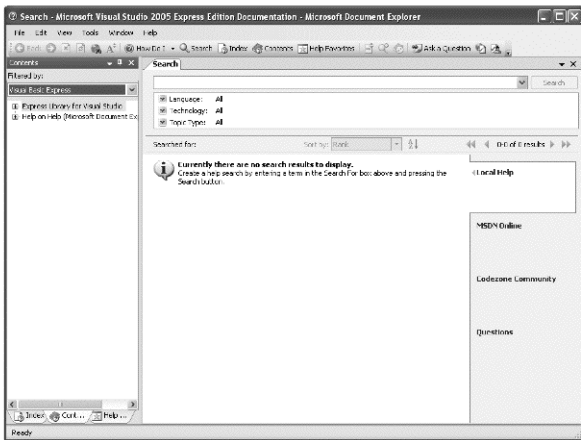 Search - Microsoft Visual Studio 2005 Express Edition Documentation - Microsoft Document Explorer
File Edit View Tools Window Help
How Do I Search Index Contents Help Favorites Ask a Question
Contents
Search
Filtered by:
Visual Basic Express
Search
Express Library for Visual Studio
Help on Help (Microsoft Document Ex
Language: All
Technology: All
Topic Type: All
Searched for:
Sort by: Rank
0-0 of 0 results
Currently there are no search results to display.
Create a help search by entering a term in the Search For box above and pressing the
Search button.
Local Help
MSDN Online
Codezone Community
Questions
Index Cont... Help ...
Ready